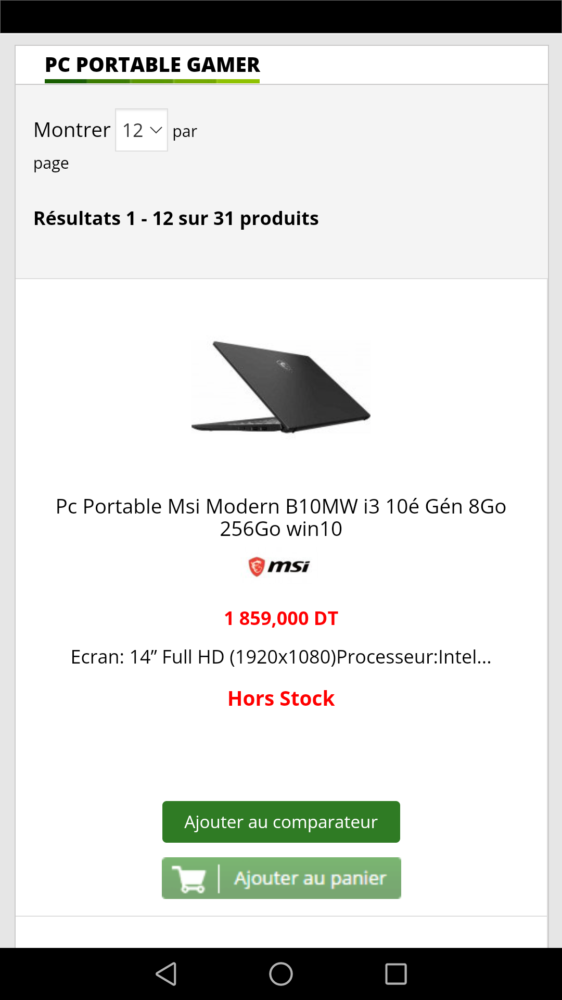 PC PORTABLE GAMER
Montrer 12 par
page
Résultats 1 - 12 sur 31 produits
Pc Portable Msi Modern B10MW i3 10é Gén 8Go
256Go win10
msi
1 859,000 DT
Ecran: 14” Full HD (1920x1080)Processeur:Intel...
Hors Stock
Ajouter au comparateur
Ajouter au panier